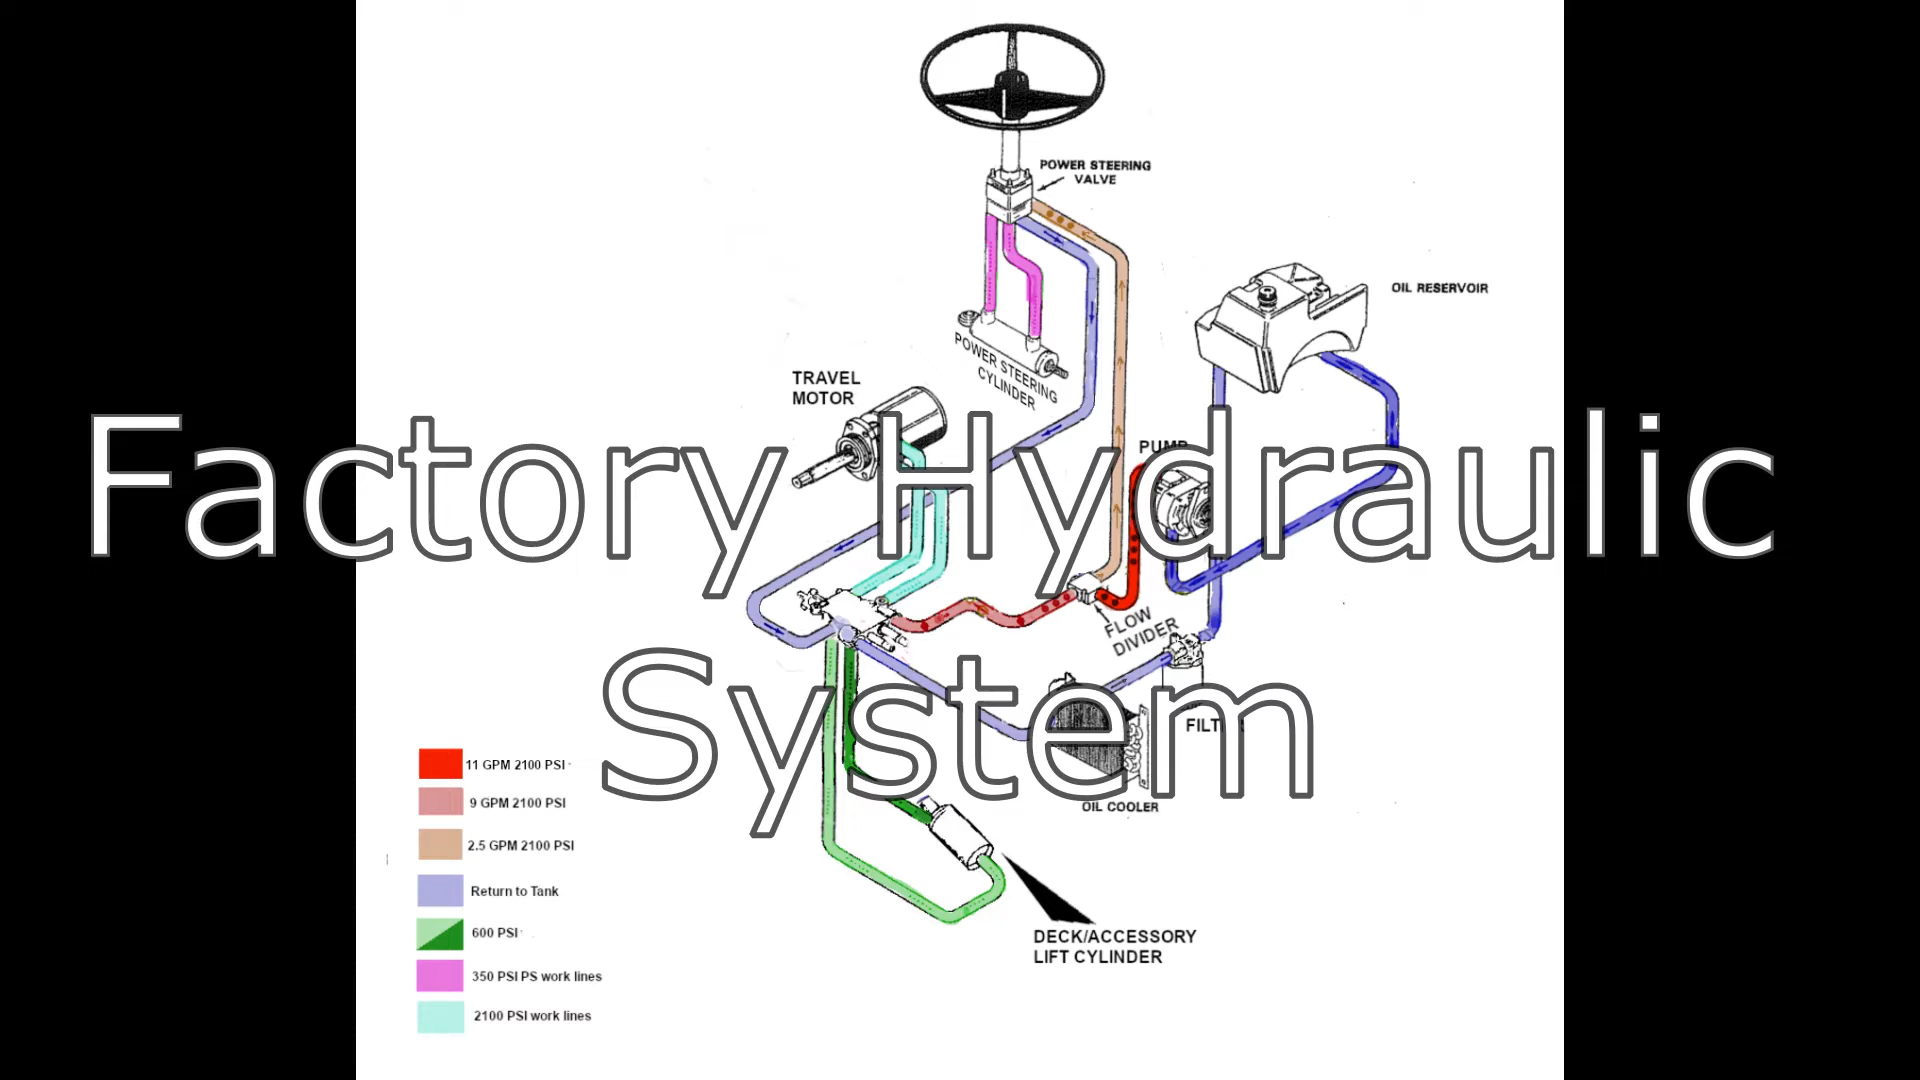 POWER STEERING
VALVE
OIL RESERVOIR
POWER STEERING
CYLINDER
TRAVEL
MOTOR
PUMP
Factory Hydraulic
System
FLOW
DIVIDER
OIL COOLER
11 GPM 2100 PSI
9 GPM 2100 PSI
2.5 GPM 2100 PSI
Return to Tank
600 PSI
350 PSI PS work lines
2100 PSI work lines
DECK/ACCESSORY
LIFT CYLINDER